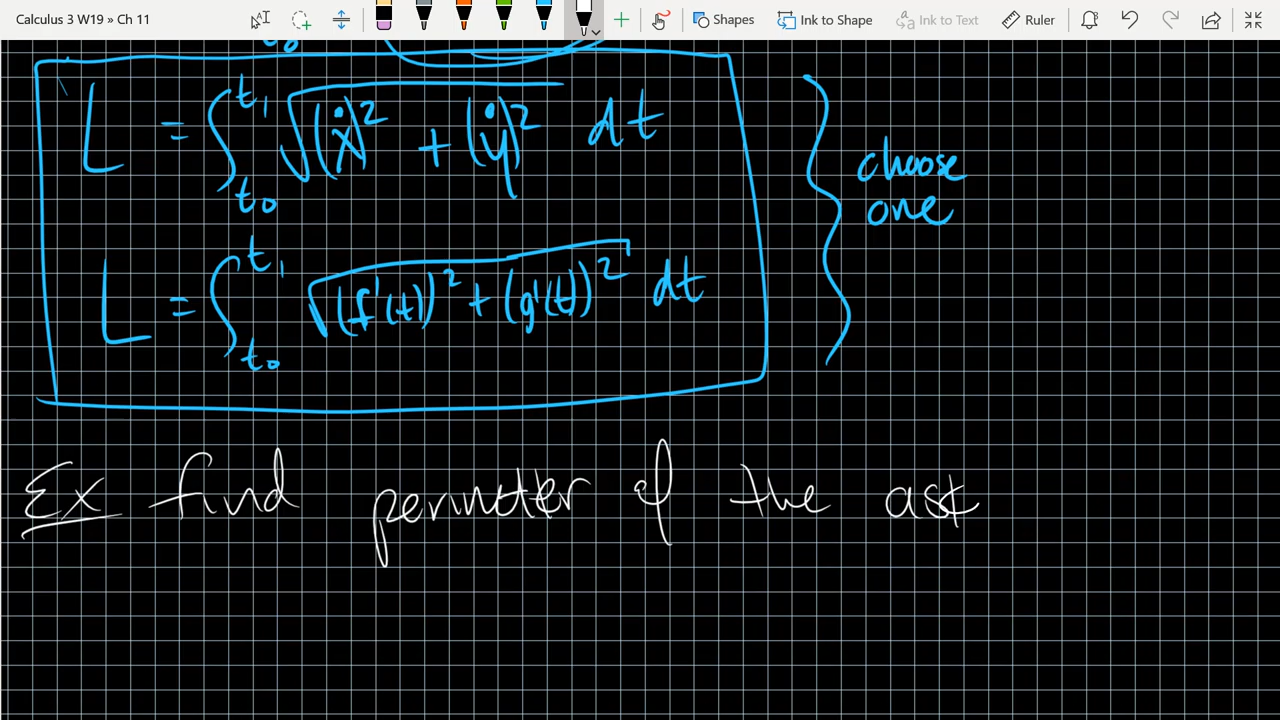 Calculus 3 W19 » Ch 11
Shapes
Ink to Shape
Ink to Text
Ruler
L = ∫_{t₀}^{t₁} √((ẋ)² + (ẏ)²) dt
choose
one
L = ∫_{t₀}^{t₁} √((f'(t))² + (g'(t))²) dt
Ex find perimeter of the ast